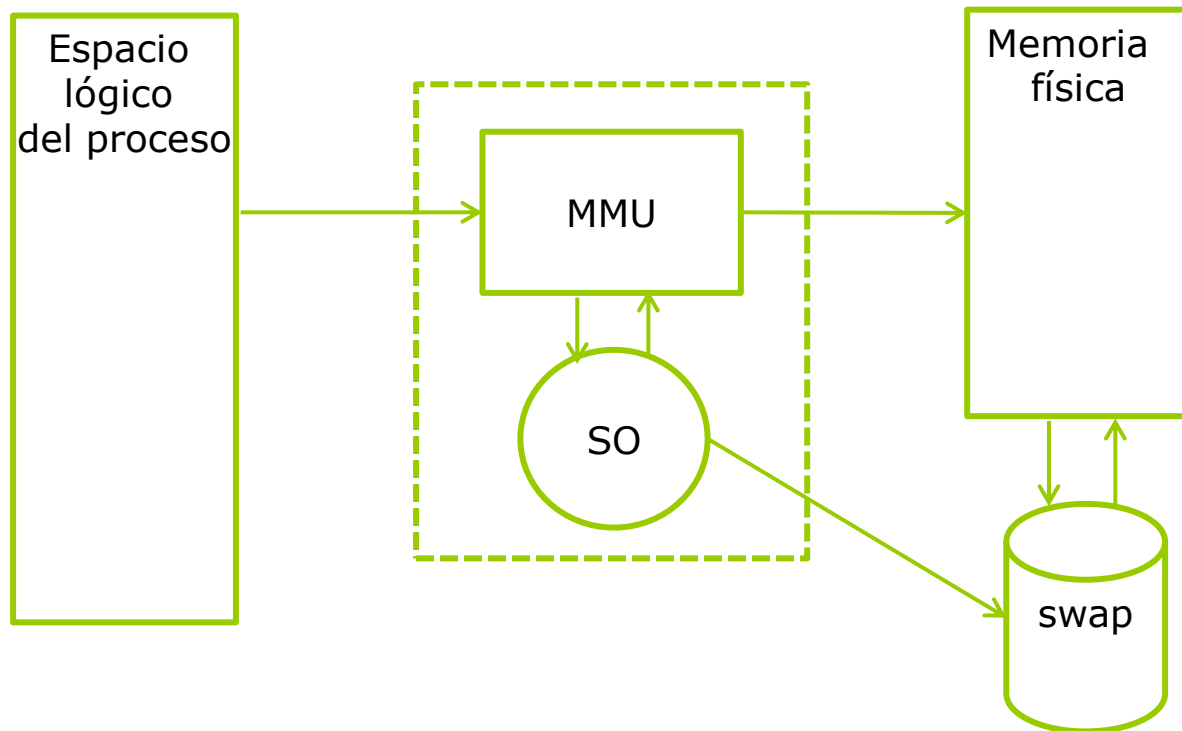 Espacio
lógico
del proceso
MMU
SO
Memoria
física
swap